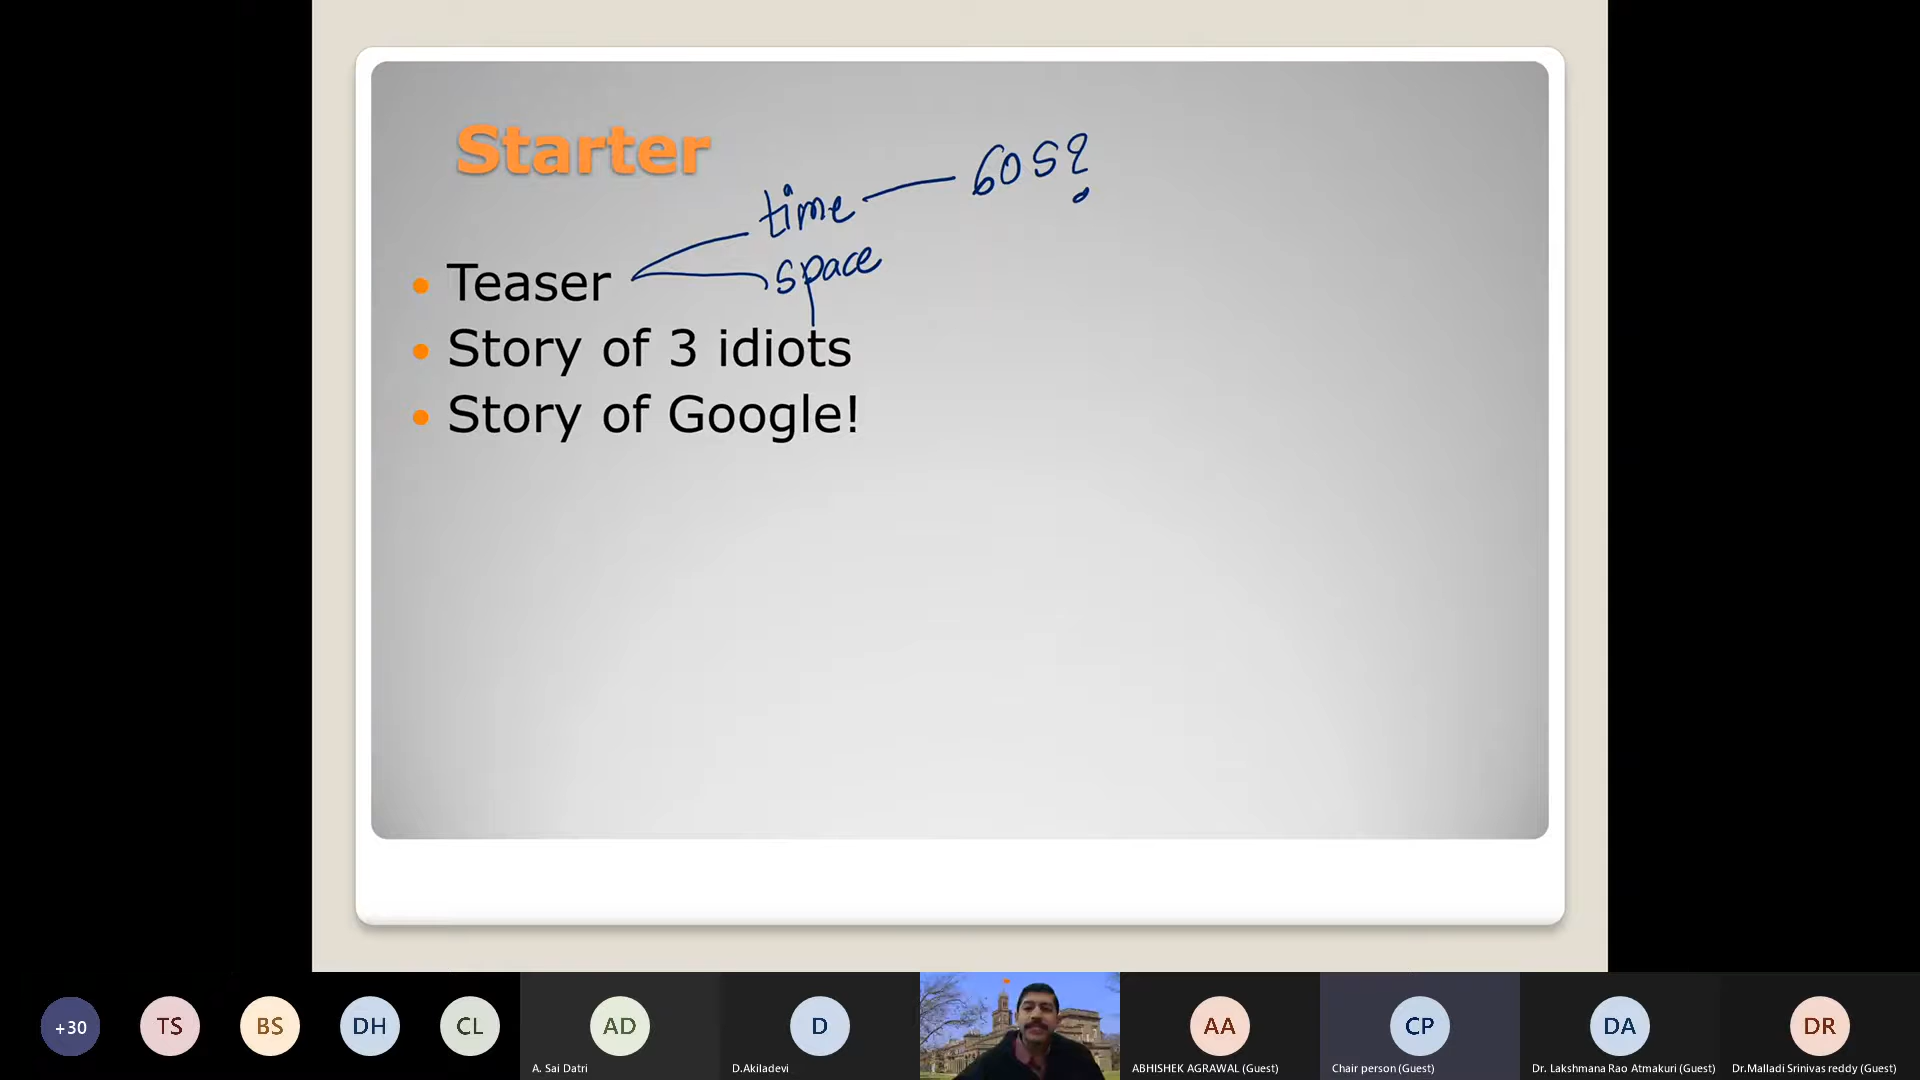 Starter
time — 60S?
Teaser
space
Story of 3 idiots
Story of Google!
+30
TS
BS
DH
CL
AD
D
AA
CP
DA
DR
A. Sai Datri
D.Akiladevi
ABHISHEK AGRAWAL (Guest)
Chair person (Guest)
Dr. Lakshmana Rao Atmakuri (Guest)
Dr.Malladi Srinivas reddy (Guest)